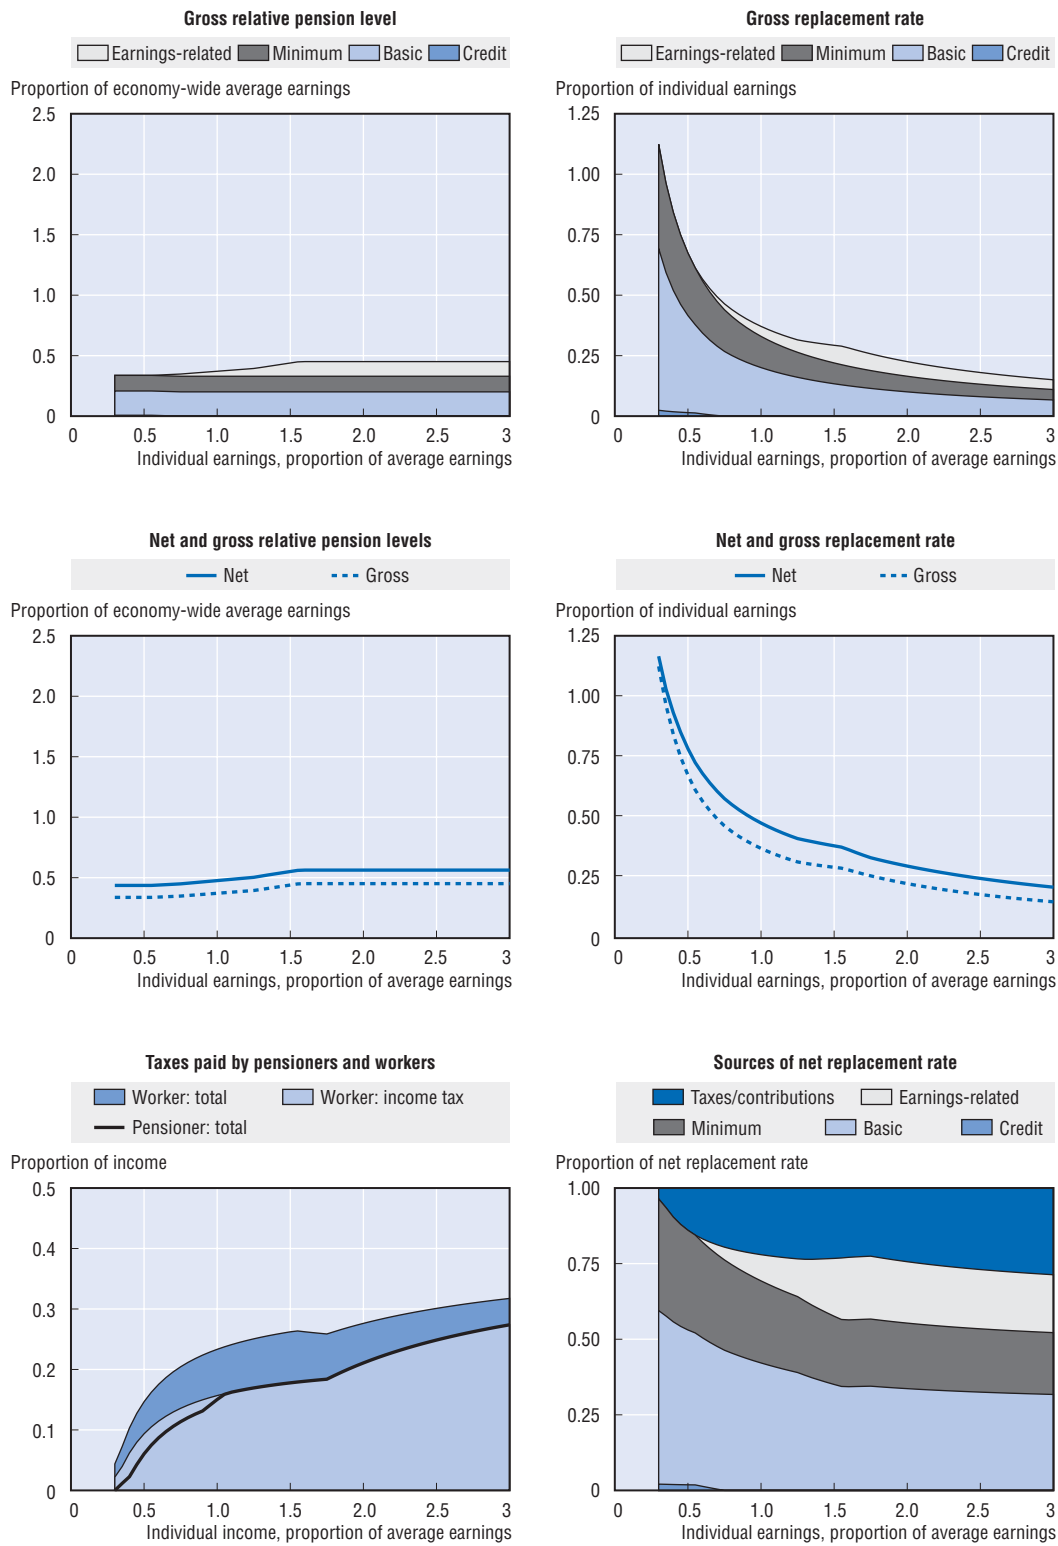 Gross relative pension level
Earnings-related Minimum Basic Credit
Proportion of economy-wide average earnings
2.5
2.0
1.5
1.0
0.5
0
0 0.5 1.0 1.5 2.0 2.5 3
Individual earnings, proportion of average earnings
Gross replacement rate
Earnings-related Minimum Basic Credit
Proportion of individual earnings
1.25
1.00
0.75
0.50
0.25
0
0 0.5 1.0 1.5 2.0 2.5 3
Individual earnings, proportion of average earnings
Net and gross relative pension levels
Net Gross
Proportion of economy-wide average earnings
2.5
2.0
1.5
1.0
0.5
0
0 0.5 1.0 1.5 2.0 2.5 3
Individual earnings, proportion of average earnings
Net and gross replacement rate
Net Gross
Proportion of individual earnings
1.25
1.00
0.75
0.50
0.25
0
0 0.5 1.0 1.5 2.0 2.5 3
Individual earnings, proportion of average earnings
Taxes paid by pensioners and workers
Worker: total Worker: income tax
Pensioner: total
Proportion of income
0.5
0.4
0.3
0.2
0.1
0
0 0.5 1.0 1.5 2.0 2.5 3
Individual income, proportion of average earnings
Sources of net replacement rate
Taxes/contributions Earnings-related
Minimum Basic Credit
Proportion of net replacement rate
1.00
0.75
0.50
0.25
0
0 0.5 1.0 1.5 2.0 2.5 3
Individual earnings, proportion of average earnings